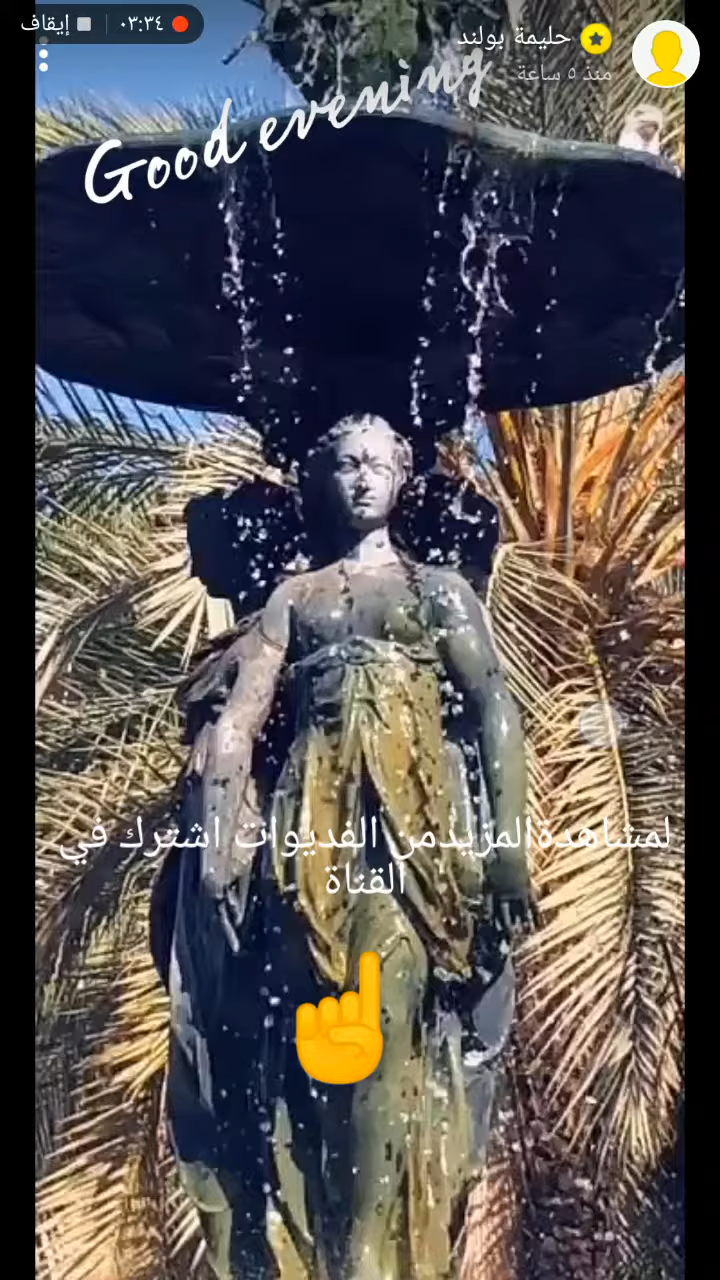 إيقاف ٠٣:٣٤
حليمة بولند
منذ ٥ ساعة
Good evening
لمشاهدةالمزيدمن الفديوات اشترك في
القناة